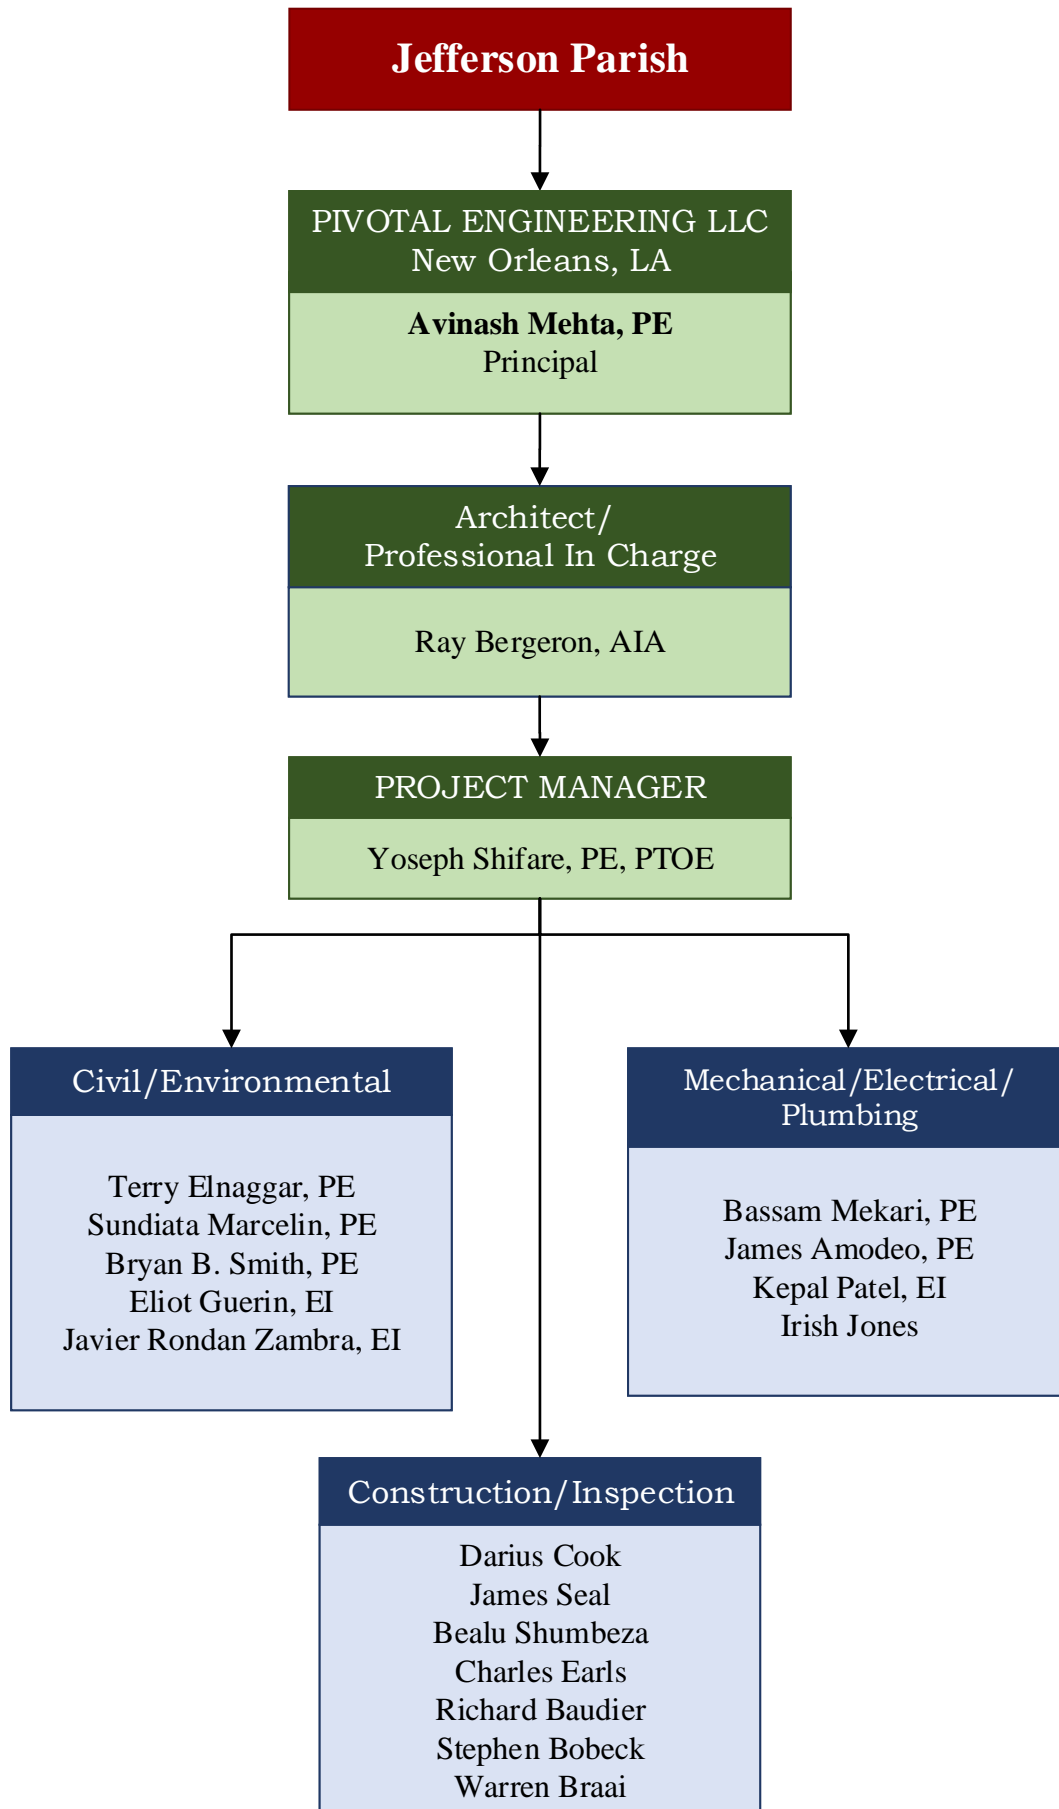 Jefferson Parish
PIVOTAL ENGINEERING LLC
New Orleans, LA
Avinash Mehta, PE
Principal
Architect/
Professional In Charge
Ray Bergeron, AIA
PROJECT MANAGER
Yoseph Shifare, PE, PTOE
Civil/Environmental
Terry Elnaggar, PE
Sundiata Marcelin, PE
Bryan B. Smith, PE
Eliot Guerin, EI
Javier Rondan Zambra, EI
Mechanical/Electrical/
Plumbing
Bassam Mekari, PE
James Amodeo, PE
Kepal Patel, EI
Irish Jones
Construction/Inspection
Darius Cook
James Seal
Bealu Shumbeza
Charles Earls
Richard Baudier
Stephen Bobeck
Warren Braai